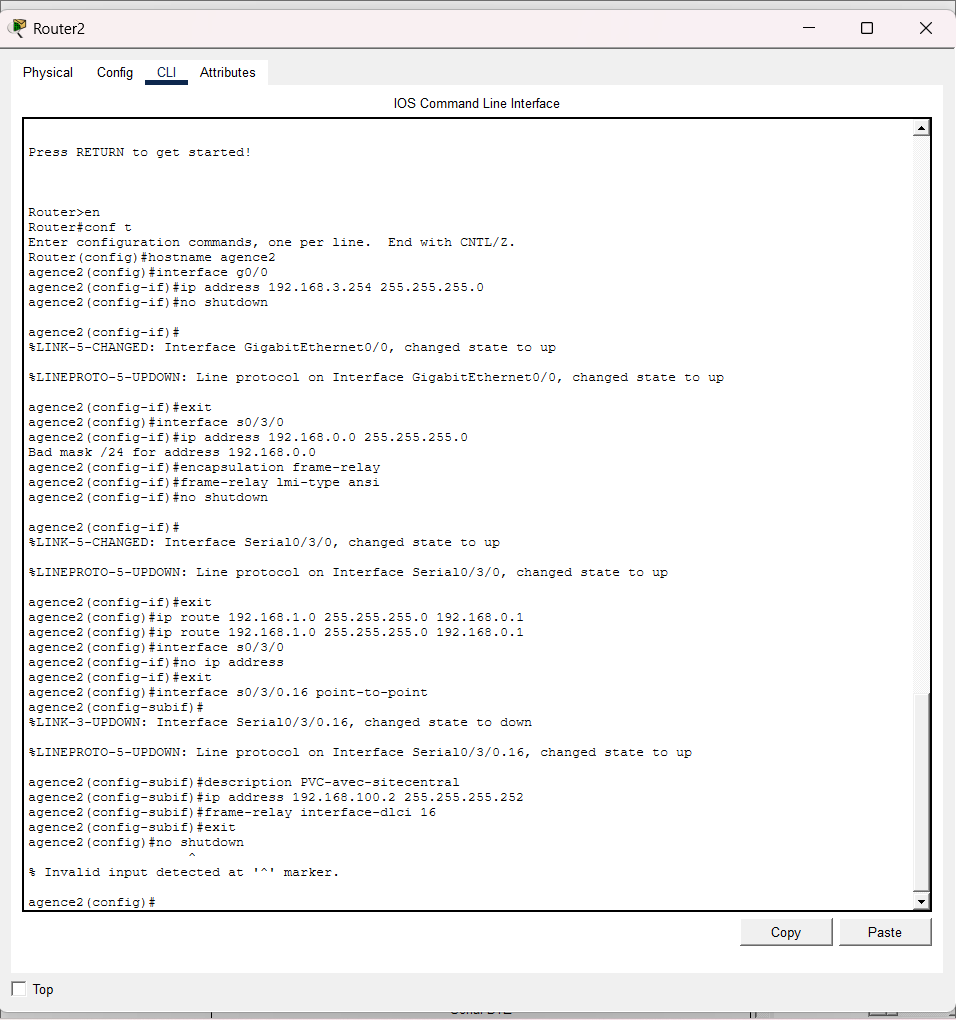 Router2
Physical Config CLI Attributes
IOS Command Line Interface
Press RETURN to get started!
Router>en
Router#conf t
Enter configuration commands, one per line.  End with CNTL/Z.
Router(config)#hostname agence2
agence2(config)#interface g0/0
agence2(config-if)#ip address 192.168.3.254 255.255.255.0
agence2(config-if)#no shutdown
agence2(config-if)#
%LINK-5-CHANGED: Interface GigabitEthernet0/0, changed state to up
%LINEPROTO-5-UPDOWN: Line protocol on Interface GigabitEthernet0/0, changed state to up
agence2(config-if)#exit
agence2(config)#interface s0/3/0
agence2(config-if)#ip address 192.168.0.0 255.255.255.0
Bad mask /24 for address 192.168.0.0
agence2(config-if)#encapsulation frame-relay
agence2(config-if)#frame-relay lmi-type ansi
agence2(config-if)#no shutdown
agence2(config-if)#
%LINK-5-CHANGED: Interface Serial0/3/0, changed state to up
%LINEPROTO-5-UPDOWN: Line protocol on Interface Serial0/3/0, changed state to up
agence2(config-if)#exit
agence2(config)#ip route 192.168.1.0 255.255.255.0 192.168.0.1
agence2(config)#ip route 192.168.1.0 255.255.255.0 192.168.0.1
agence2(config)#interface s0/3/0
agence2(config-if)#no ip address
agence2(config-if)#exit
agence2(config)#interface s0/3/0.16 point-to-point
agence2(config-subif)#
%LINK-3-UPDOWN: Interface Serial0/3/0.16, changed state to down
%LINEPROTO-5-UPDOWN: Line protocol on Interface Serial0/3/0.16, changed state to up
agence2(config-subif)#description PVC-avec-sitecentral
agence2(config-subif)#ip address 192.168.100.2 255.255.255.252
agence2(config-subif)#frame-relay interface-dlci 16
agence2(config-subif)#exit
agence2(config)#no shutdown
^
% Invalid input detected at '^' marker.
agence2(config)#
Copy Paste
Top